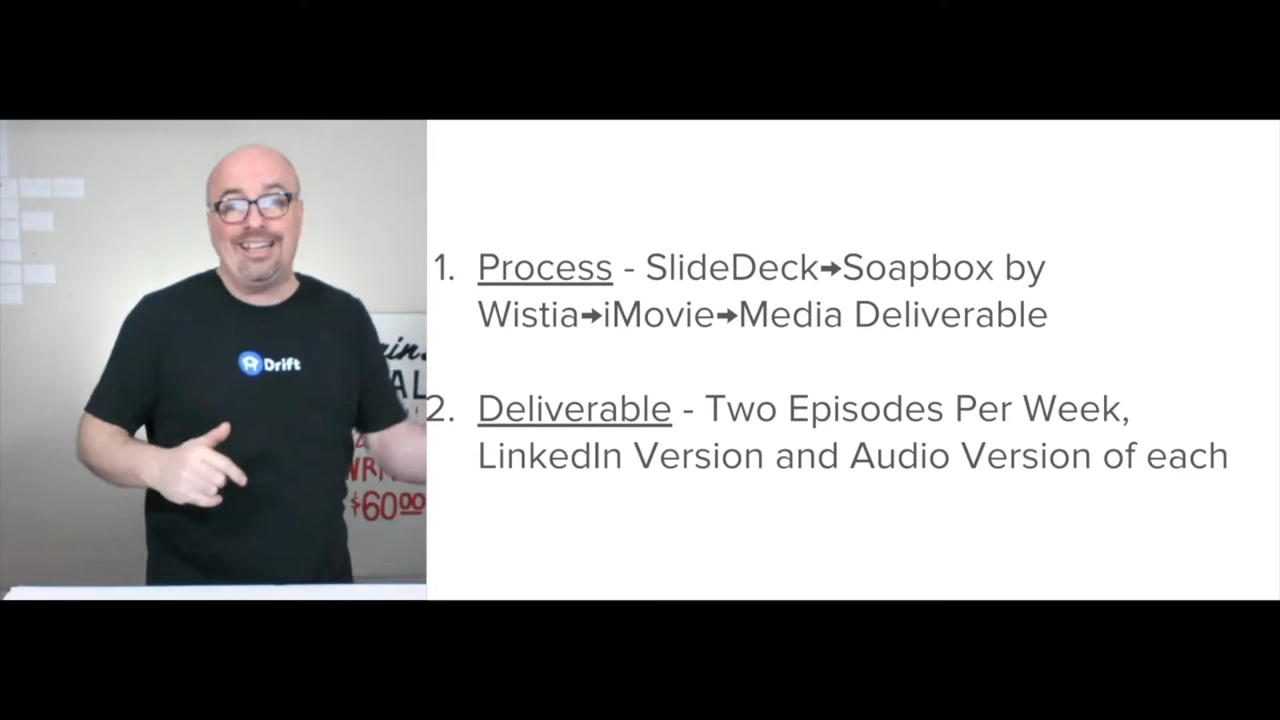 1. Process - SlideDeck→Soapbox by
Wistia→iMovie→Media Deliverable
2. Deliverable - Two Episodes Per Week,
LinkedIn Version and Audio Version of each
Drift
$60⁰⁰